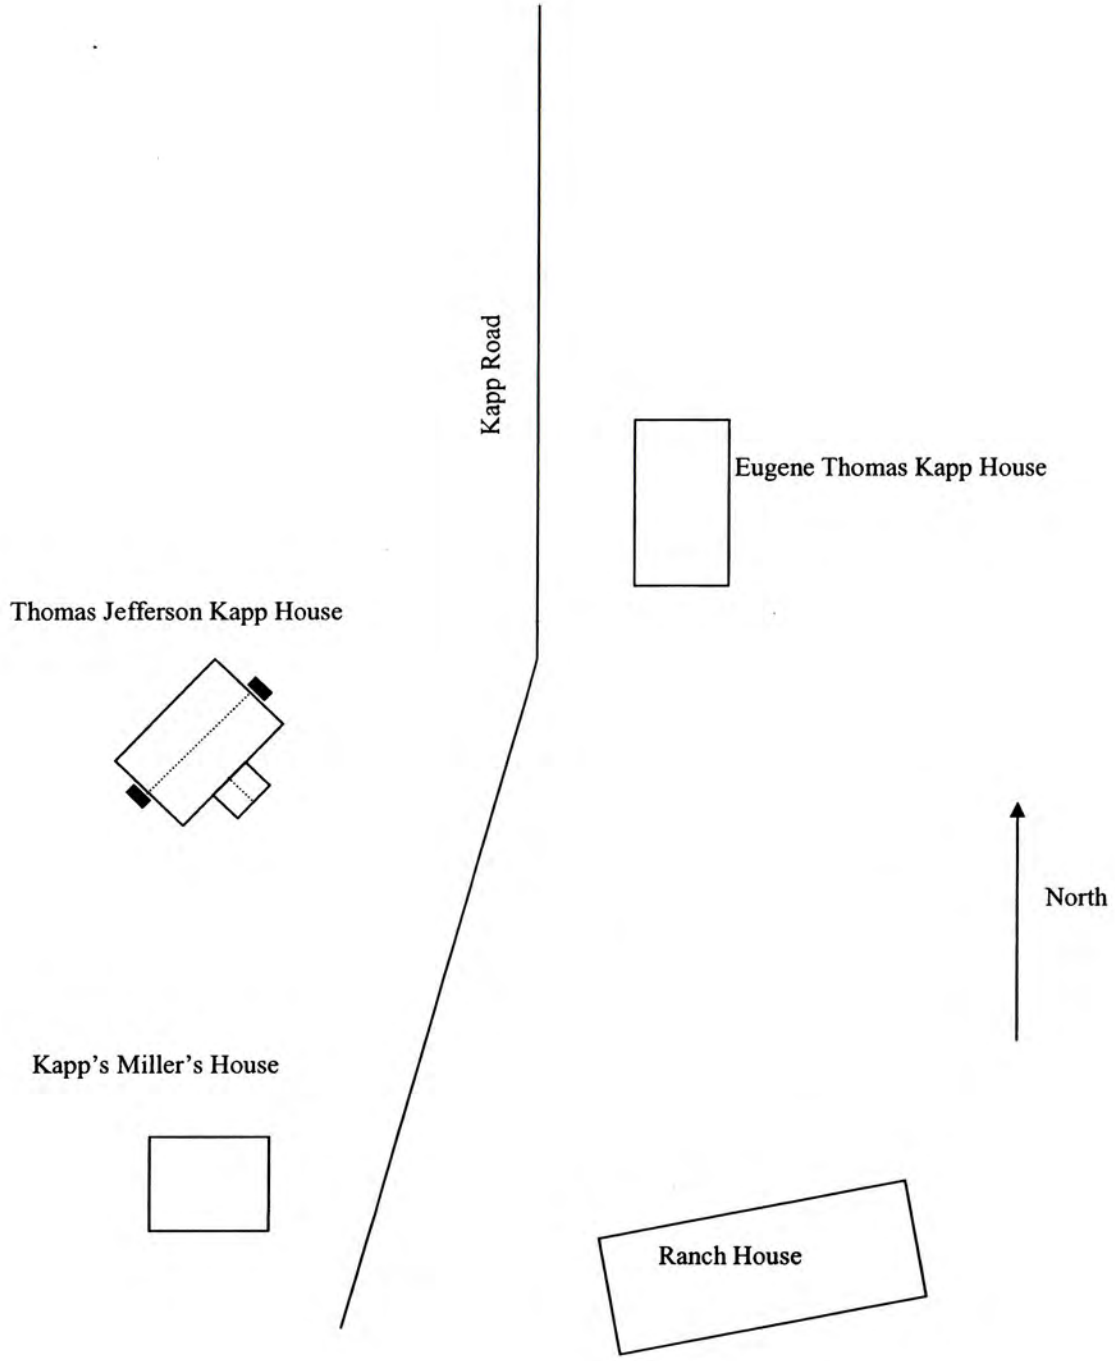 Kapp Road
Eugene Thomas Kapp House
Thomas Jefferson Kapp House
North
Kapp's Miller's House
Ranch House